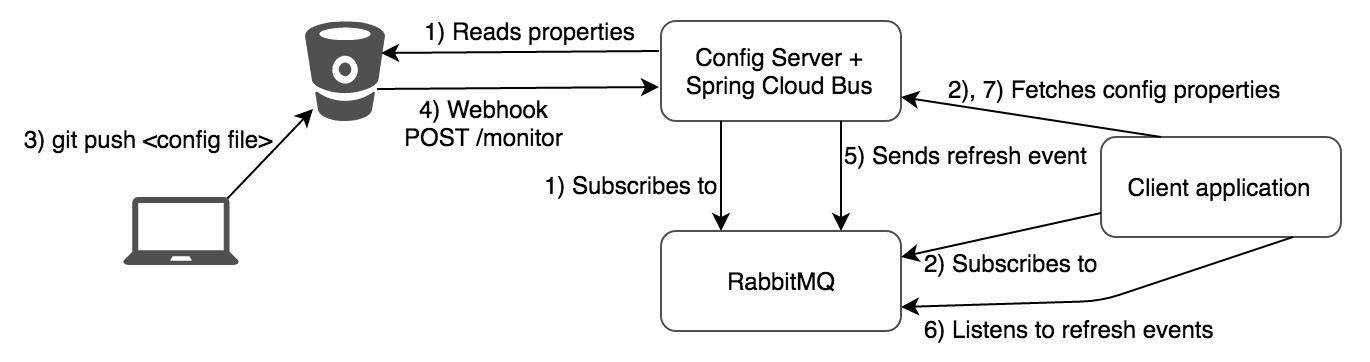 1) Reads properties
Config Server +
Spring Cloud Bus
2), 7) Fetches config properties
4) Webhook
POST /monitor
3) git push <config file>
5) Sends refresh event
1) Subscribes to
Client application
2) Subscribes to
RabbitMQ
6) Listens to refresh events